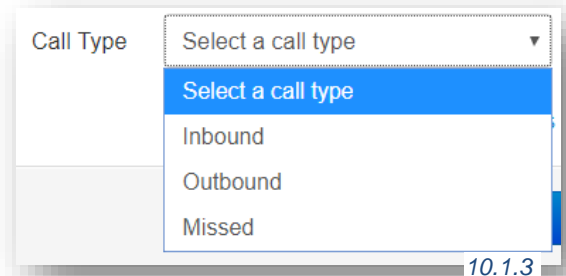 Call Type Select a call type
Select a call type
Inbound
Outbound
Missed
10.1.3